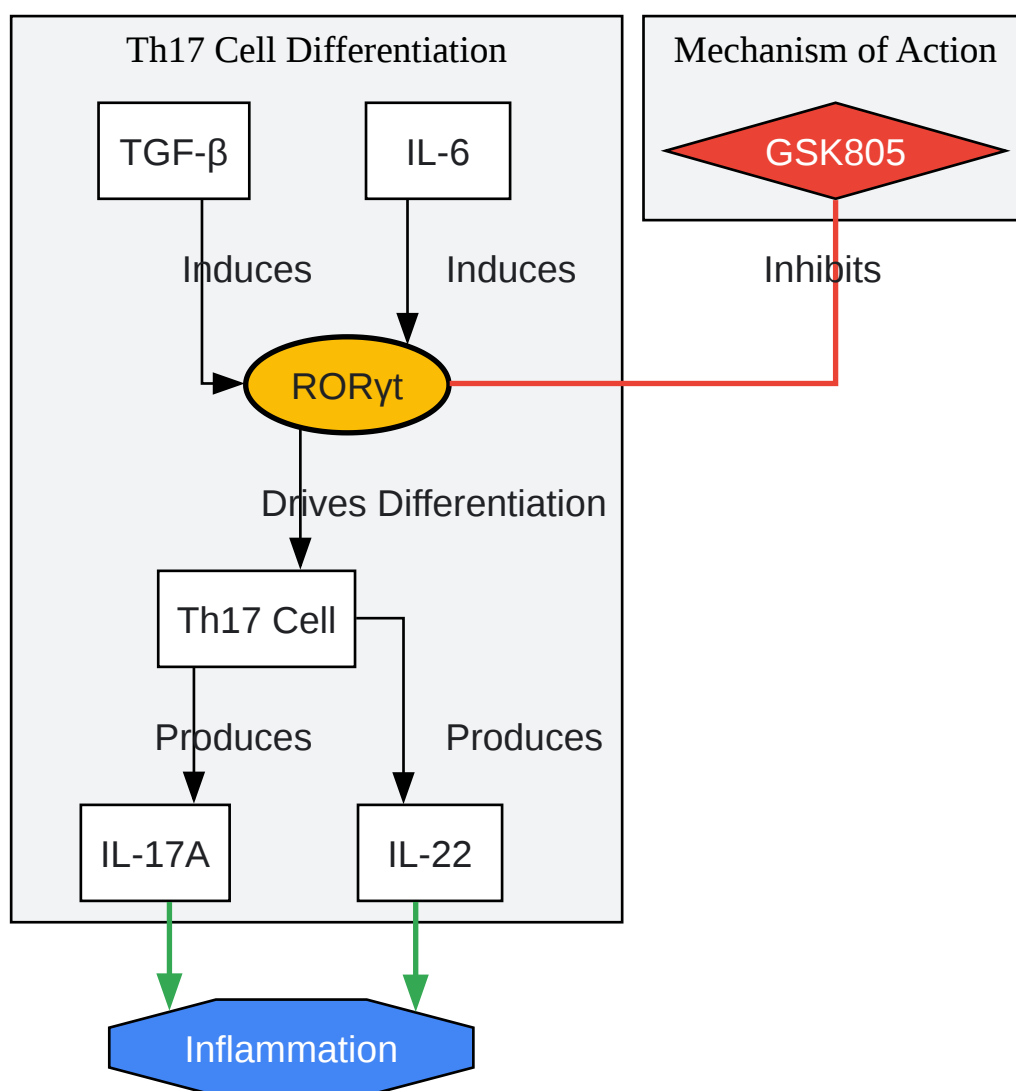 Th17 Cell Differentiation
Mechanism of Action
TGF-β
IL-6
GSK805
Induces
Induces
Inhibits
RORγt
Drives Differentiation
Th17 Cell
Produces
Produces
IL-17A
IL-22
Inflammation